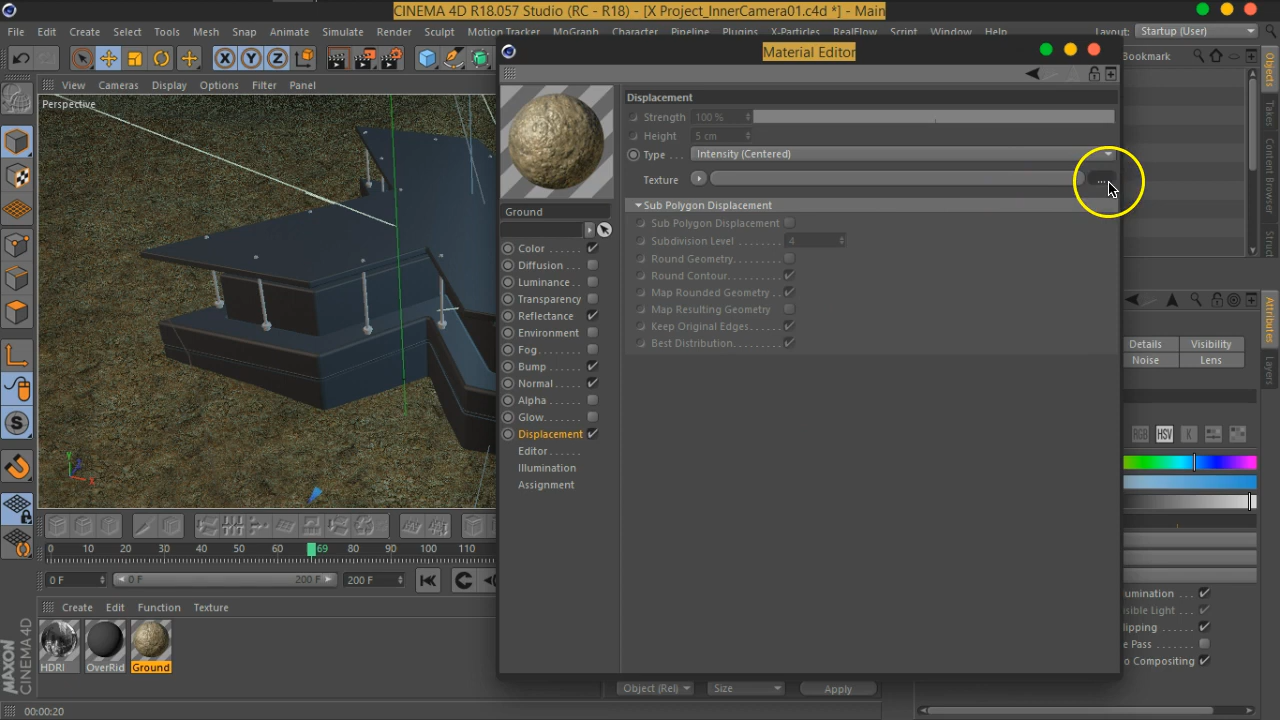 CINEMA 4D R18.057 Studio (RC - R18) - [X Project_InnerCamera01.c4d *] - Main
File Edit Create Select Tools Mesh Snap Animate Simulate Render Sculpt Motion Tracker MoGraph Character Pipeline Plugins X-Particles RealFlow Script Window Help Layout: Startup (User)
Material Editor
Bookmark
View Cameras Display Options Filter Panel
Perspective
Displacement
Strength 100 %
Height 5 cm
Type . . . Intensity (Centered)
Texture ...
Sub Polygon Displacement
Sub Polygon Displacement
Subdivision Level . . . . . . . . 4
Round Geometry. . . . . . . . .
Round Contour. . . . . . . . . .
Map Rounded Geometry . .
Map Resulting Geometry
Keep Original Edges. . . . . .
Best Distribution. . . . . . . . .
Ground
Color
Diffusion
Luminance
Transparency
Reflectance
Environment
Fog
Bump
Normal
Alpha
Glow
Displacement
Editor
Illumination
Assignment
Objects
Takes
Content Browser
Struct
Attributes
Layers
Details Visibility
Noise Lens
RGB HSV K
umination
isible Light
lipping
e Pass
o Compositing
0 10 20 30 40 50 60 69 80 90 100 110
0 F 0 F 200 F 200 F
Create Edit Function Texture
HDRI OverRid Ground
MAXON
CINEMA 4D
Object (Rel) Size Apply
00:00:20